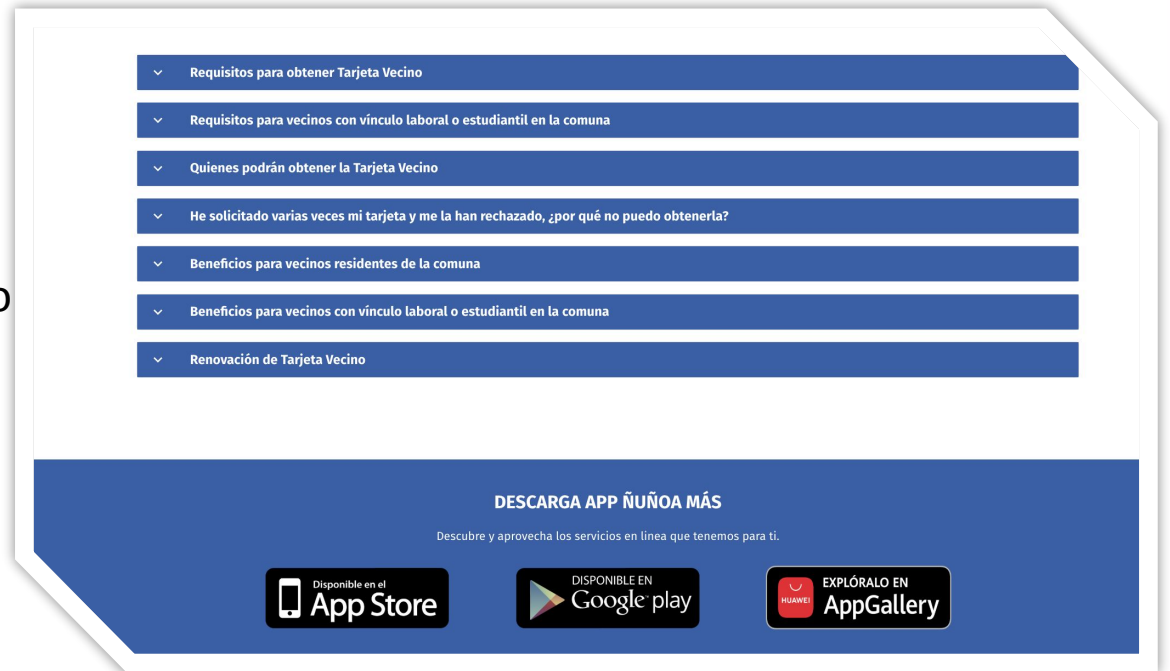 Requisitos para obtener Tarjeta Vecino
Requisitos para vecinos con vínculo laboral o estudiantil en la comuna
Quienes podrán obtener la Tarjeta Vecino
He solicitado varias veces mi tarjeta y me la han rechazado, ¿por qué no puedo obtenerla?
Beneficios para vecinos residentes de la comuna
o
Beneficios para vecinos con vínculo laboral o estudiantil en la comuna
Renovación de Tarjeta Vecino
DESCARGA APP ÑUÑOA MÁS
Descubre y aprovecha los servicios en linea que tenemos para ti.
Disponible en el
App Store
DISPONIBLE EN
Google play
HUAWEI
EXPLÓRALO EN
AppGallery